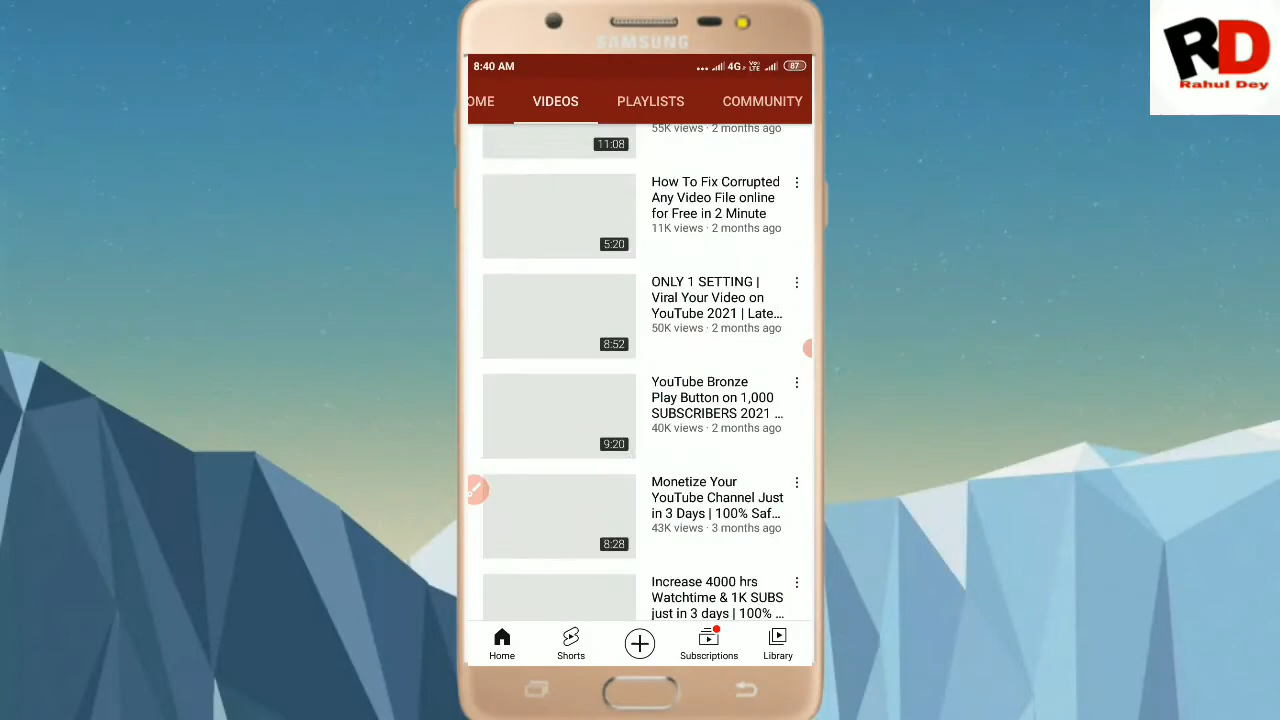 SAMSUNG
RD
Rahul Dey
8:40 AM
4G
Vo
LTE
87
OME
VIDEOS
PLAYLISTS
COMMUNITY
55K views · 2 months ago
11:08
How To Fix Corrupted
Any Video File online
for Free in 2 Minute
11K views · 2 months ago
5:20
ONLY 1 SETTING |
Viral Your Video on
YouTube 2021 | Late...
50K views · 2 months ago
8:52
YouTube Bronze
Play Button on 1,000
SUBSCRIBERS 2021 ...
40K views · 2 months ago
9:20
Monetize Your
YouTube Channel Just
in 3 Days | 100% Saf...
43K views · 3 months ago
8:28
Increase 4000 hrs
Watchtime & 1K SUBS
just in 3 days | 100% ...
Home
Shorts
Subscriptions
Library